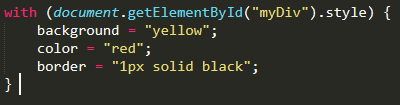 with (document.getElementById("myDiv").style) {
    background = "yellow";
    color = "red";
    border = "1px solid black";
}